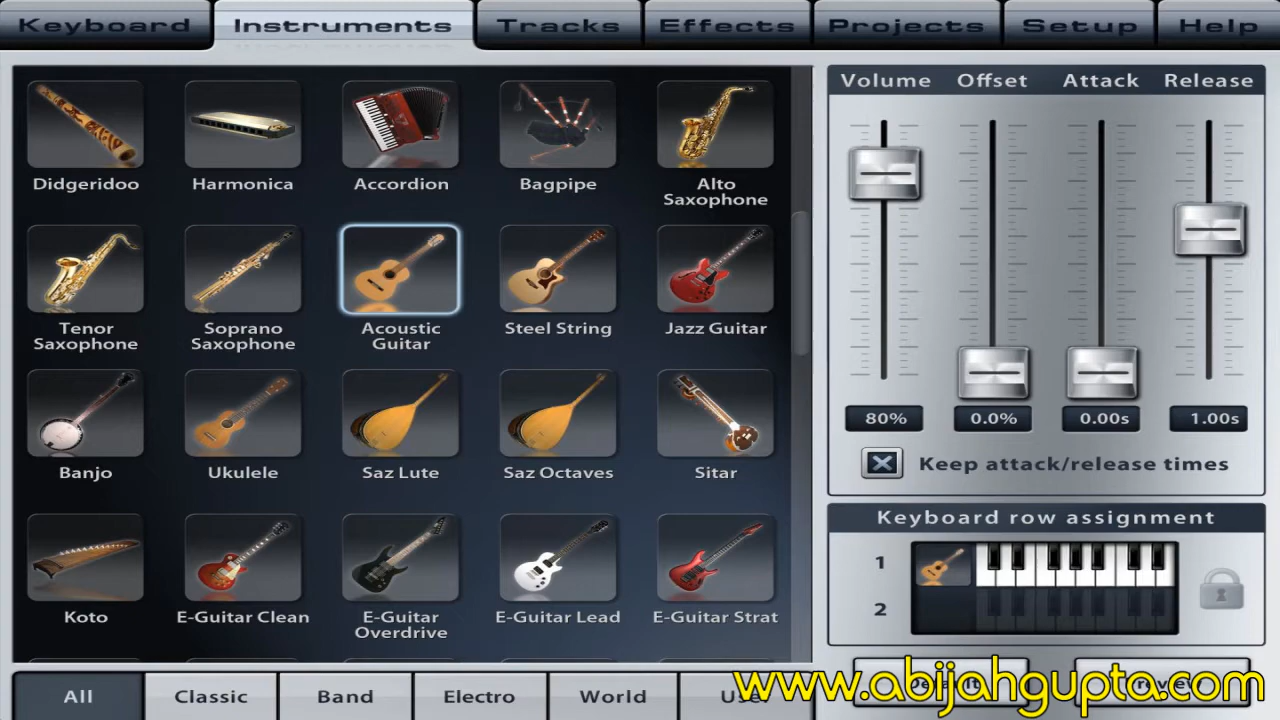 Keyboard Instruments Tracks Effects Projects Setup Help
Didgeridoo Harmonica Accordion Bagpipe Alto Saxophone
Tenor Saxophone Soprano Saxophone Acoustic Guitar Steel String Jazz Guitar
Banjo Ukulele Saz Lute Saz Octaves Sitar
Koto E-Guitar Clean E-Guitar Overdrive E-Guitar Lead E-Guitar Strat
All Classic Band Electro World
Volume Offset Attack Release
80% 0.0% 0.00s 1.00s
Keep attack/release times
Keyboard row assignment
1
2
www.abijahgupta.com